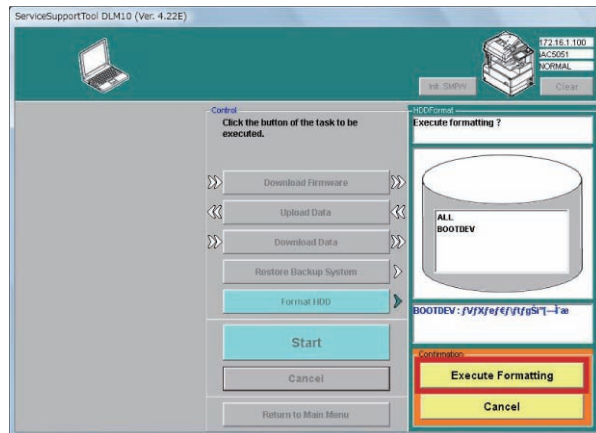 ServiceSupportTool DLM10 (Ver. 4.22E)
172.16.1.100
iAC5051
NORMAL
Init. SMPW
Clear
Control
Click the button of the task to be
executed.
Download Firmware
Upload Data
Download Data
Restore Backup System
Format HDD
Start
Cancel
Return to Main Menu
HDDFormat
Execute formatting ?
ALL
BOOTDEV
BOOTDEV :
Confirmation
Execute Formatting
Cancel